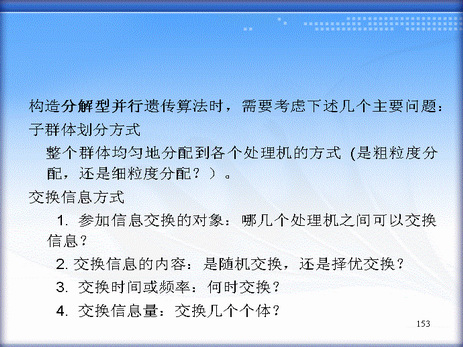 构造分解型并行遗传算法时，需要考虑下述几个主要问题：
子群体划分方式
整个群体均匀地分配到各个处理机的方式（是粗粒度分
配，还是细粒度分配？）。
交换信息方式
1. 参加信息交换的对象：哪几个处理机之间可以交换
信息？
2. 交换信息的内容：是随机交换，还是择优交换？
3. 交换时间或频率：何时交换？
4. 交换信息量：交换几个个体？
153